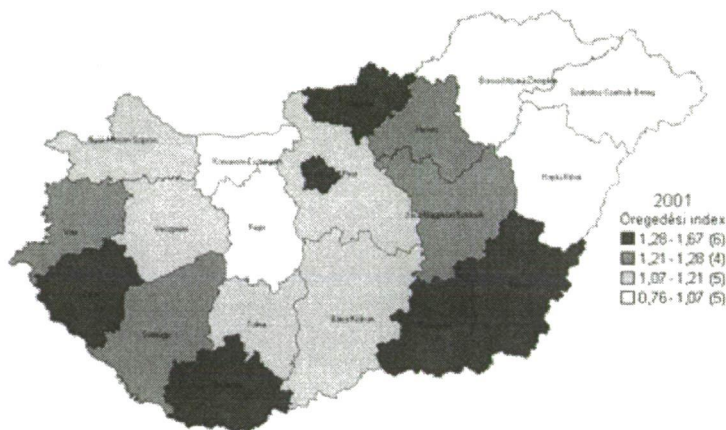 Borsod-Abaúj-Zemplén
Szabolcs-Szatmár-Bereg
Heves
Győr-Moson-Sopron
Komárom-Esztergom
Pest
Hajdú-Bihar
Jász-Nagykun-Szolnok
Vas
Veszprém
Fejér
Somogy
Tolna
Bács-Kiskun
2001
Öregedési index
1,28 - 1,67 (6)
1,21 - 1,28 (4)
1,07 - 1,21 (5)
0,76 - 1,07 (5)